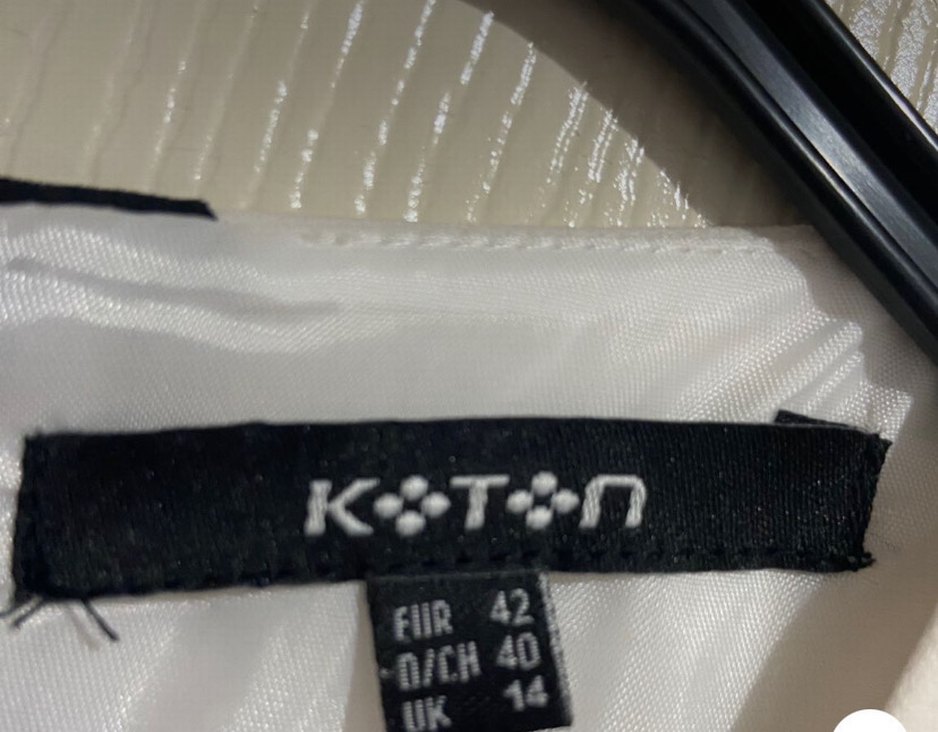 KOTON
EUR 42
D/CH 40
UK 14